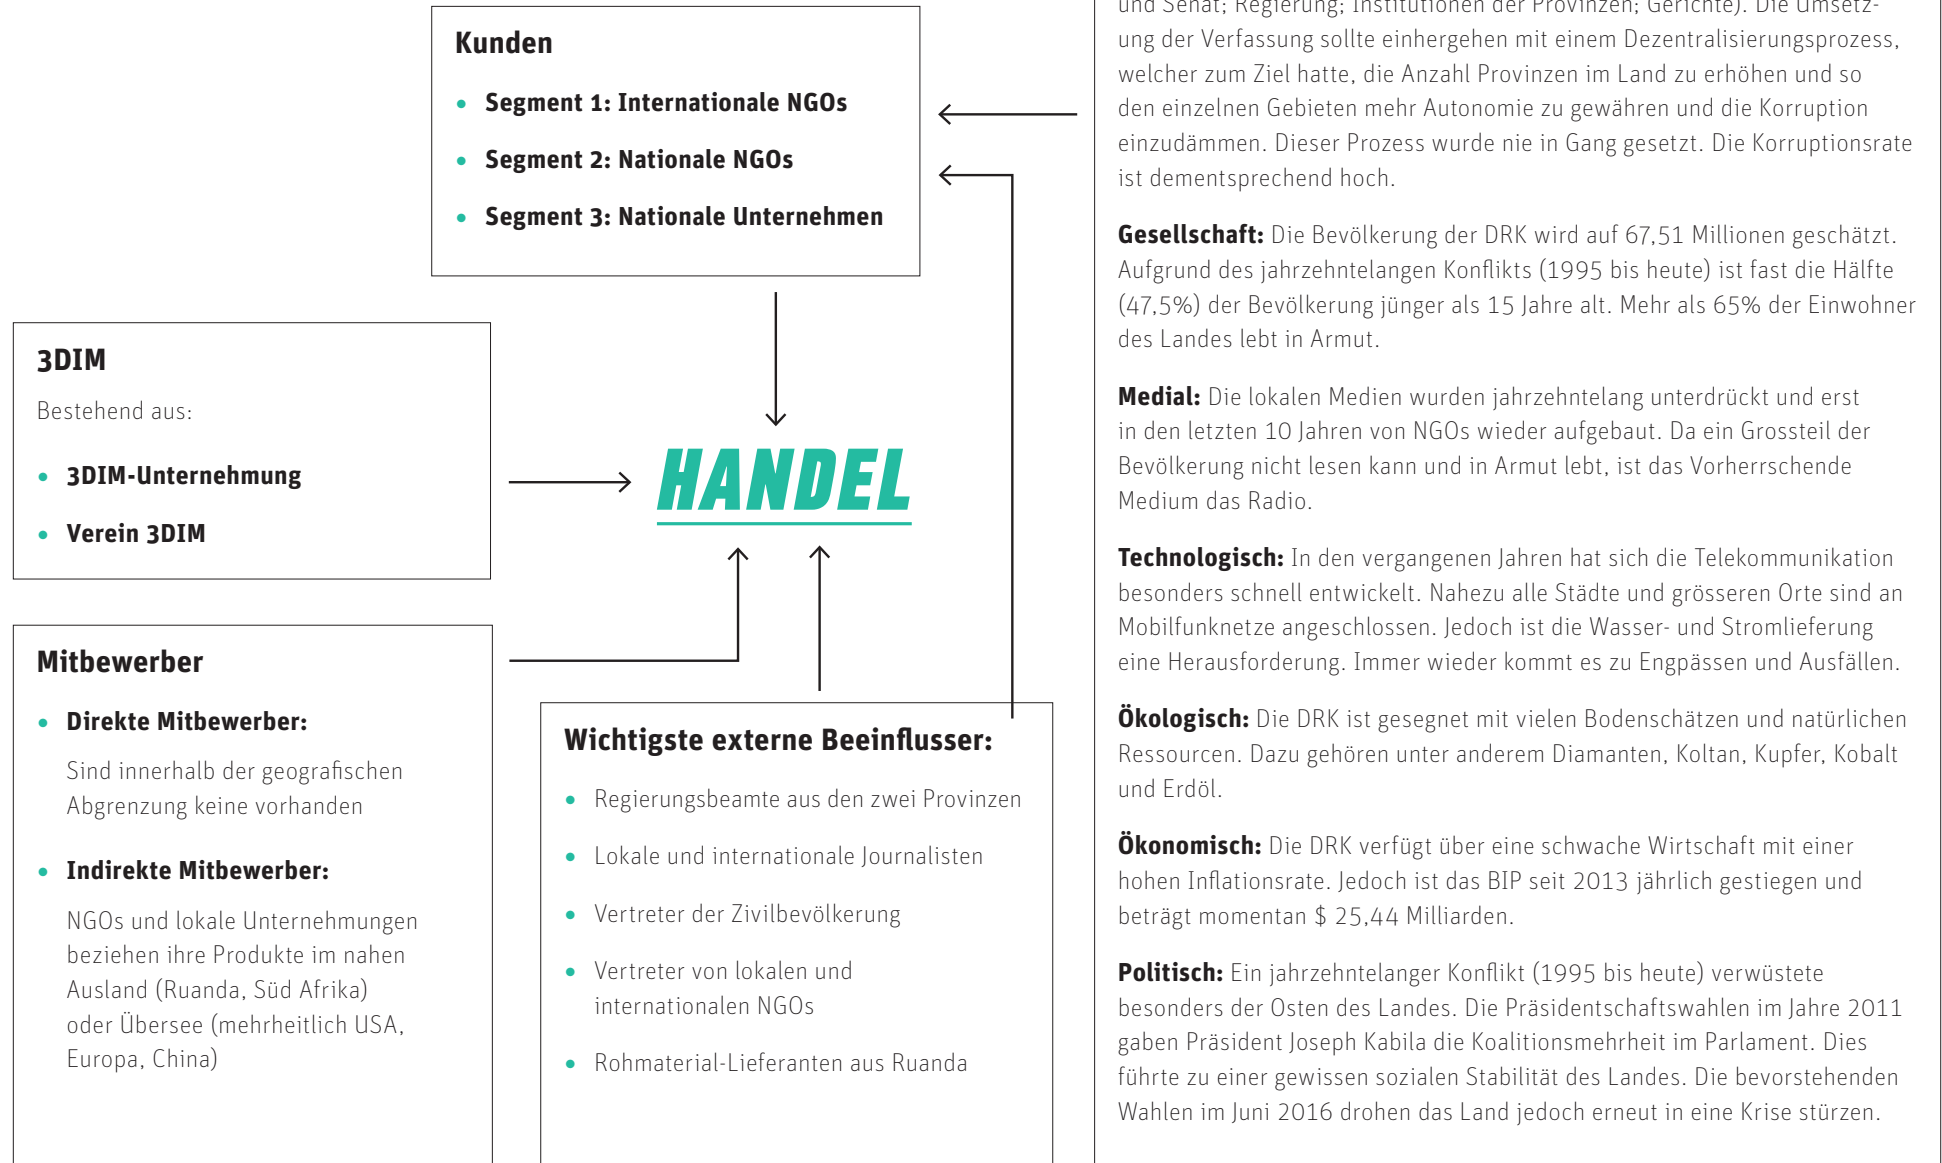 Kunden
• Segment 1: Internationale NGOs
• Segment 2: Nationale NGOs
• Segment 3: Nationale Unternehmen
3DIM
Bestehend aus:
• 3DIM-Unternehmung
• Verein 3DIM
HANDEL
Mitbewerber
• Direkte Mitbewerber:
Sind innerhalb der geografischen
Abgrenzung keine vorhanden
• Indirekte Mitbewerber:
NGOs und lokale Unternehmungen
beziehen ihre Produkte im nahen
Ausland (Ruanda, Süd Afrika)
oder Übersee (mehrheitlich USA,
Europa, China)
Wichtigste externe Beeinflusser:
• Regierungsbeamte aus den zwei Provinzen
• Lokale und internationale Journalisten
• Vertreter der Zivilbevölkerung
• Vertreter von lokalen und
internationalen NGOs
• Rohmaterial-Lieferanten aus Ruanda
und Senat; Regierung; Institutionen der Provinzen; Gerichte). Die Umsetz-
ung der Verfassung sollte einhergehen mit einem Dezentralisierungsprozess,
welcher zum Ziel hatte, die Anzahl Provinzen im Land zu erhöhen und so
den einzelnen Gebieten mehr Autonomie zu gewähren und die Korruption
einzudämmen. Dieser Prozess wurde nie in Gang gesetzt. Die Korruptionsrate
ist dementsprechend hoch.
Gesellschaft: Die Bevölkerung der DRK wird auf 67,51 Millionen geschätzt.
Aufgrund des jahrzehntelangen Konflikts (1995 bis heute) ist fast die Hälfte
(47,5%) der Bevölkerung jünger als 15 Jahre alt. Mehr als 65% der Einwohner
des Landes lebt in Armut.
Medial: Die lokalen Medien wurden jahrzehntelang unterdrückt und erst
in den letzten 10 Jahren von NGOs wieder aufgebaut. Da ein Grossteil der
Bevölkerung nicht lesen kann und in Armut lebt, ist das Vorherrschende
Medium das Radio.
Technologisch: In den vergangenen Jahren hat sich die Telekommunikation
besonders schnell entwickelt. Nahezu alle Städte und grösseren Orte sind an
Mobilfunknetze angeschlossen. Jedoch ist die Wasser- und Stromlieferung
eine Herausforderung. Immer wieder kommt es zu Engpässen und Ausfällen.
Ökologisch: Die DRK ist gesegnet mit vielen Bodenschätzen und natürlichen
Ressourcen. Dazu gehören unter anderem Diamanten, Koltan, Kupfer, Kobalt
und Erdöl.
Ökonomisch: Die DRK verfügt über eine schwache Wirtschaft mit einer
hohen Inflationsrate. Jedoch ist das BIP seit 2013 jährlich gestiegen und
beträgt momentan $ 25,44 Milliarden.
Politisch: Ein jahrzehntelanger Konflikt (1995 bis heute) verwüstete
besonders der Osten des Landes. Die Präsidentschaftswahlen im Jahre 2011
gaben Präsident Joseph Kabila die Koalitionsmehrheit im Parlament. Dies
führte zu einer gewissen sozialen Stabilität des Landes. Die bevorstehenden
Wahlen im Juni 2016 drohen das Land jedoch erneut in eine Krise stürzen.